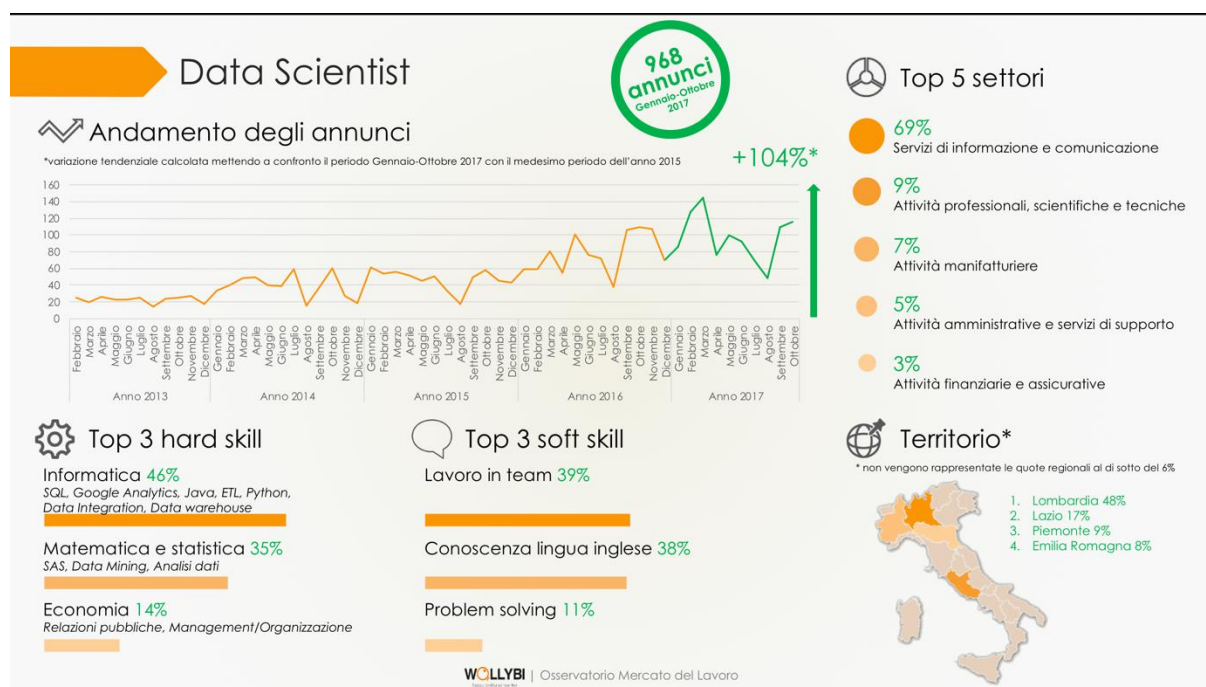 Data Scientist
968
annunci
Gennaio-Ottobre
2017
Andamento degli annunci
*variazione tendenziale calcolata mettendo a confronto il periodo Gennaio-Ottobre 2017 con il medesimo periodo dell'anno 2015
+104%*
160
140
120
100
80
60
40
20
0
Febbraio
Marzo
Aprile
Maggio
Giugno
Luglio
Agosto
Settembre
Ottobre
Novembre
Dicembre
Gennaio
Febbraio
Marzo
Aprile
Maggio
Giugno
Luglio
Agosto
Settembre
Ottobre
Novembre
Dicembre
Gennaio
Febbraio
Marzo
Aprile
Maggio
Giugno
Luglio
Agosto
Settembre
Ottobre
Novembre
Dicembre
Gennaio
Febbraio
Marzo
Aprile
Maggio
Giugno
Luglio
Agosto
Settembre
Ottobre
Novembre
Dicembre
Gennaio
Febbraio
Marzo
Aprile
Maggio
Giugno
Luglio
Agosto
Settembre
Ottobre
Anno 2013
Anno 2014
Anno 2015
Anno 2016
Anno 2017
Top 5 settori
69%
Servizi di informazione e comunicazione
9%
Attività professionali, scientifiche e tecniche
7%
Attività manifatturiere
5%
Attività amministrative e servizi di supporto
3%
Attività finanziarie e assicurative
Top 3 hard skill
Informatica 46%
SQL, Google Analytics, Java, ETL, Python,
Data Integration, Data warehouse
Matematica e statistica 35%
SAS, Data Mining, Analisi dati
Economia 14%
Relazioni pubbliche, Management/Organizzazione
Top 3 soft skill
Lavoro in team 39%
Conoscenza lingua inglese 38%
Problem solving 11%
Territorio*
* non vengono rappresentate le quote regionali al di sotto del 6%
1. Lombardia 48%
2. Lazio 17%
3. Piemonte 9%
4. Emilia Romagna 8%
WOLLYBI | Osservatorio Mercato del Lavoro